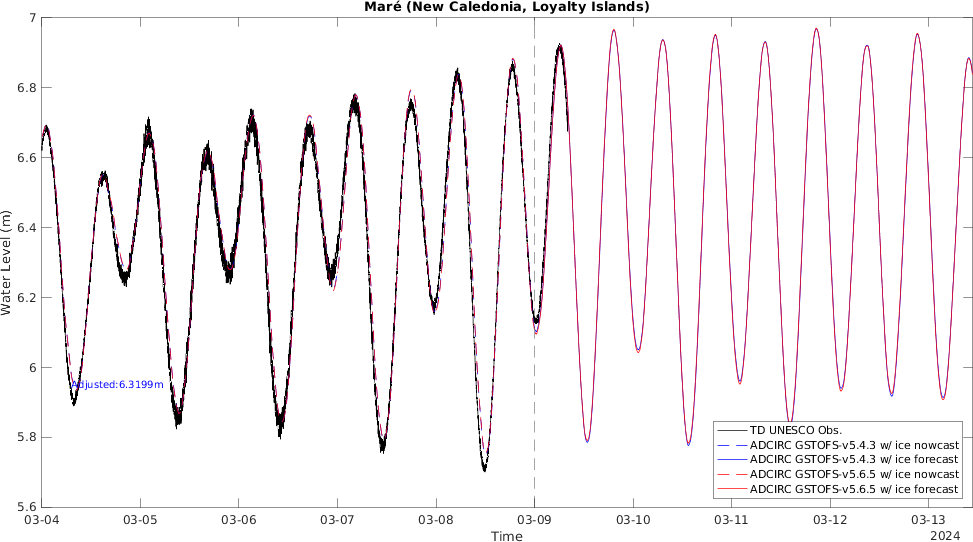 Maré (New Caledonia, Loyalty Islands)
7
6.8
6.6
6.4
6.2
6
5.8
5.6
Water Level (m)
Adjusted:6.3199m
TD UNESCO Obs.
ADCIRC GSTOFS-v5.4.3 w/ ice nowcast
ADCIRC GSTOFS-v5.4.3 w/ ice forecast
ADCIRC GSTOFS-v5.6.5 w/ ice nowcast
ADCIRC GSTOFS-v5.6.5 w/ ice forecast
03-04 03-05 03-06 03-07 03-08 03-09 03-10 03-11 03-12 03-13
Time
2024